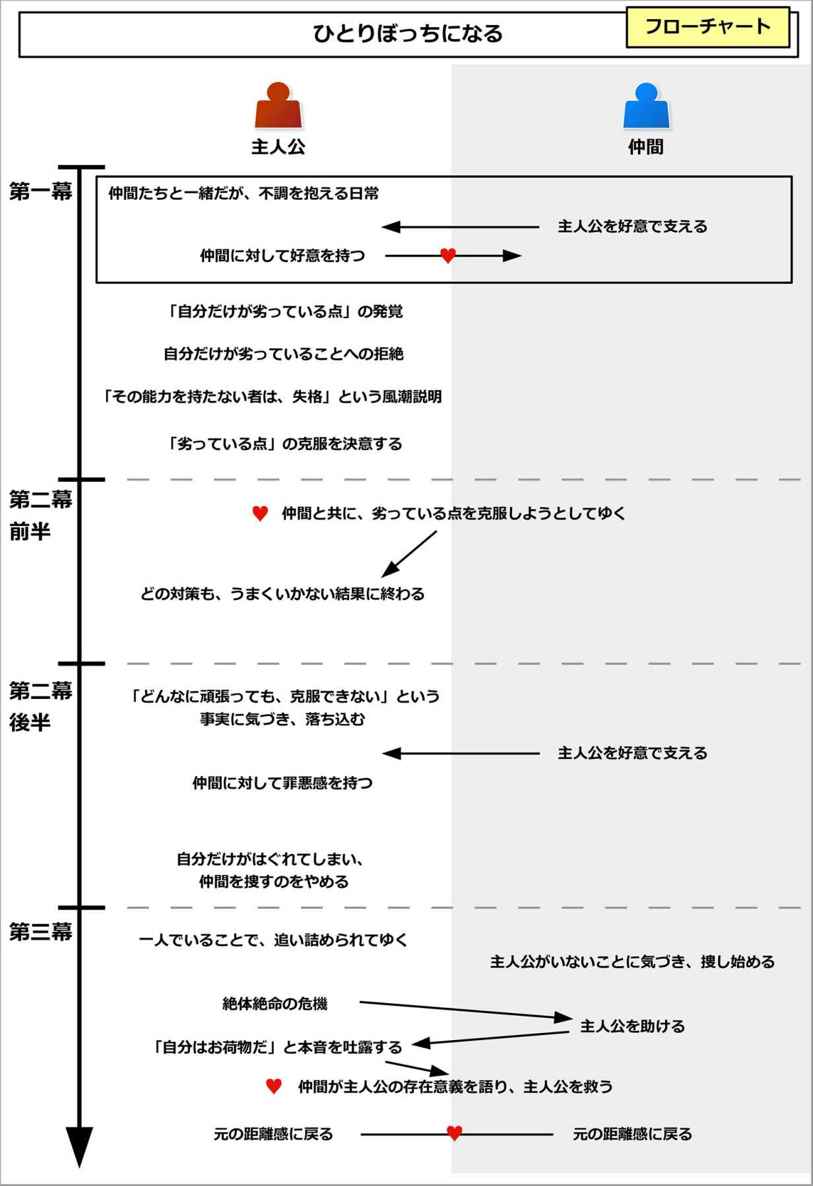 ひとりぼっちになる
フローチャート
主人公
仲間
第一幕
仲間たちと一緒だが、不調を抱える日常
主人公を好意で支える
仲間に対して好意を持つ
「自分だけが劣っている点」の発覚
自分だけが劣っていることへの拒絶
「その能力を持たない者は、失格」という風潮説明
「劣っている点」の克服を決意する
第二幕
前半
仲間と共に、劣っている点を克服しようとしてゆく
どの対策も、うまくいかない結果に終わる
第二幕
後半
「どんなに頑張っても、克服できない」という
事実に気づき、落ち込む
主人公を好意で支える
仲間に対して罪悪感を持つ
自分だけがはぐれてしまい、
仲間を捜すのをやめる
第三幕
一人でいることで、追い詰められてゆく
主人公がいないことに気づき、捜し始める
絶体絶命の危機
主人公を助ける
「自分はお荷物だ」と本音を吐露する
仲間が主人公の存在意義を語り、主人公を救う
元の距離感に戻る
元の距離感に戻る